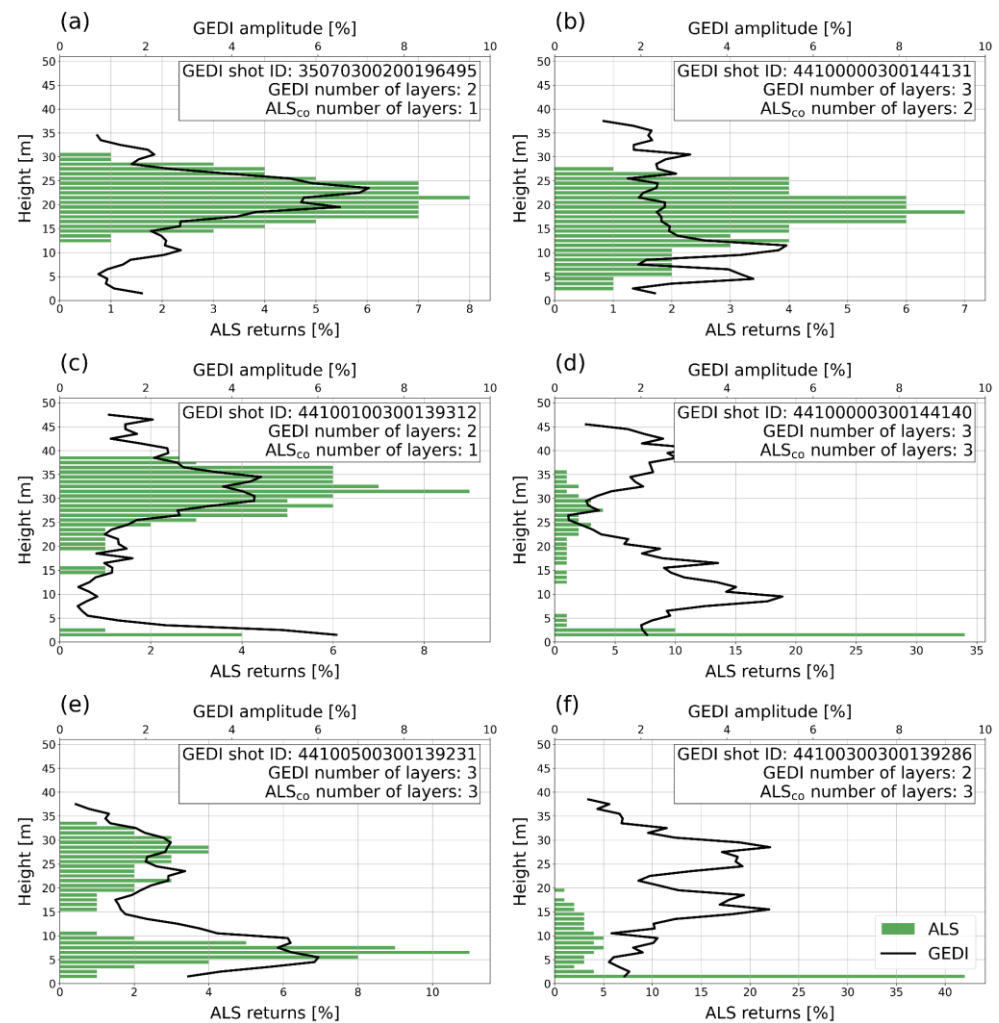 (a)
GEDI amplitude [%]
0 2 4 6 8 10
50
45
40
35
30
25
20
15
10
5
0
Height [m]
GEDI shot ID: 35070300200196495
GEDI number of layers: 2
ALSco number of layers: 1
0 1 2 3 4 5 6 7 8
ALS returns [%]
(b)
GEDI amplitude [%]
0 2 4 6 8 10
50
45
40
35
30
25
20
15
10
5
0
Height [m]
GEDI shot ID: 44100000300144131
GEDI number of layers: 3
ALSco number of layers: 2
1 2 3 4 5 6 7
ALS returns [%]
(c)
GEDI amplitude [%]
0 2 4 6 8 10
50
45
40
35
30
25
20
15
10
5
0
Height [m]
GEDI shot ID: 44100100300139312
GEDI number of layers: 2
ALSco number of layers: 1
0 2 4 6 8
ALS returns [%]
(d)
GEDI amplitude [%]
0 2 4 6 8 10
50
45
40
35
30
25
20
15
10
5
0
Height [m]
GEDI shot ID: 44100000300144140
GEDI number of layers: 3
ALSco number of layers: 3
5 10 15 20 25 30 35
ALS returns [%]
(e)
GEDI amplitude [%]
0 2 4 6 8 10
50
45
40
35
30
25
20
15
10
5
0
Height [m]
GEDI shot ID: 44100500300139231
GEDI number of layers: 3
ALSco number of layers: 3
0 2 4 6 8 10
ALS returns [%]
(f)
GEDI amplitude [%]
0 2 4 6 8 10
50
45
40
35
30
25
20
15
10
5
0
Height [m]
GEDI shot ID: 44100300300139286
GEDI number of layers: 2
ALSco number of layers: 3
ALS
GEDI
5 10 15 20 25 30 35 40
ALS returns [%]